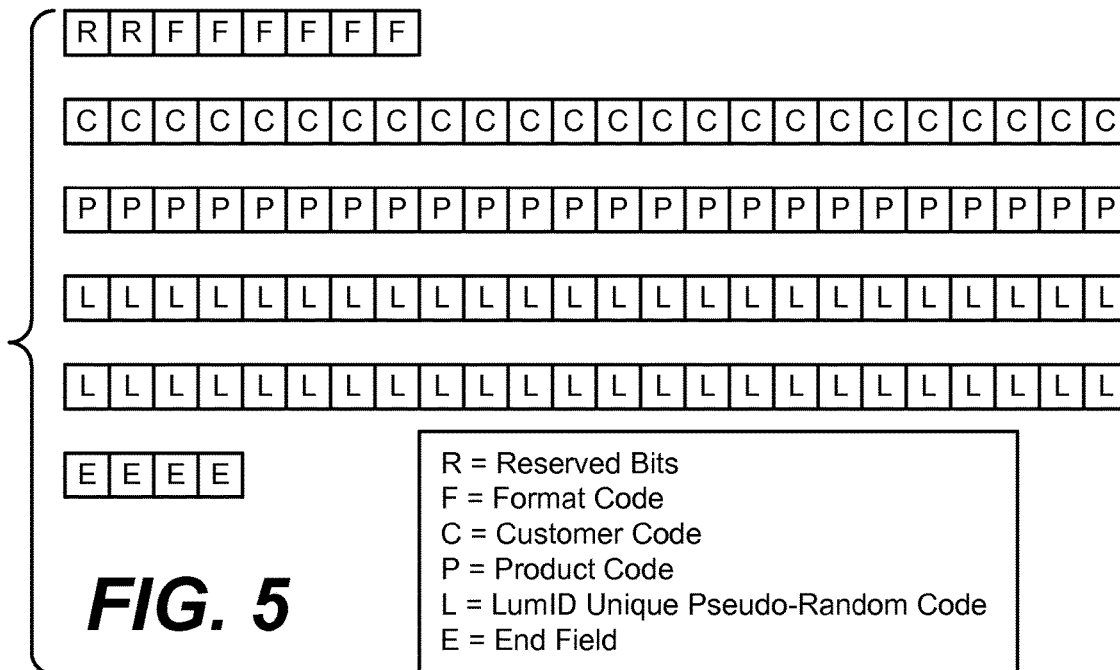 R R F F F F F F
C C C C C C C C C C C C C C C C C C C C C C C C
P P P P P P P P P P P P P P P P P P P P P P P P
L L L L L L L L L L L L L L L L L L L L L L L L
L L L L L L L L L L L L L L L L L L L L L L L L
E E E E
R = Reserved Bits
F = Format Code
C = Customer Code
P = Product Code
L = LumID Unique Pseudo-Random Code
E = End Field
FIG. 5